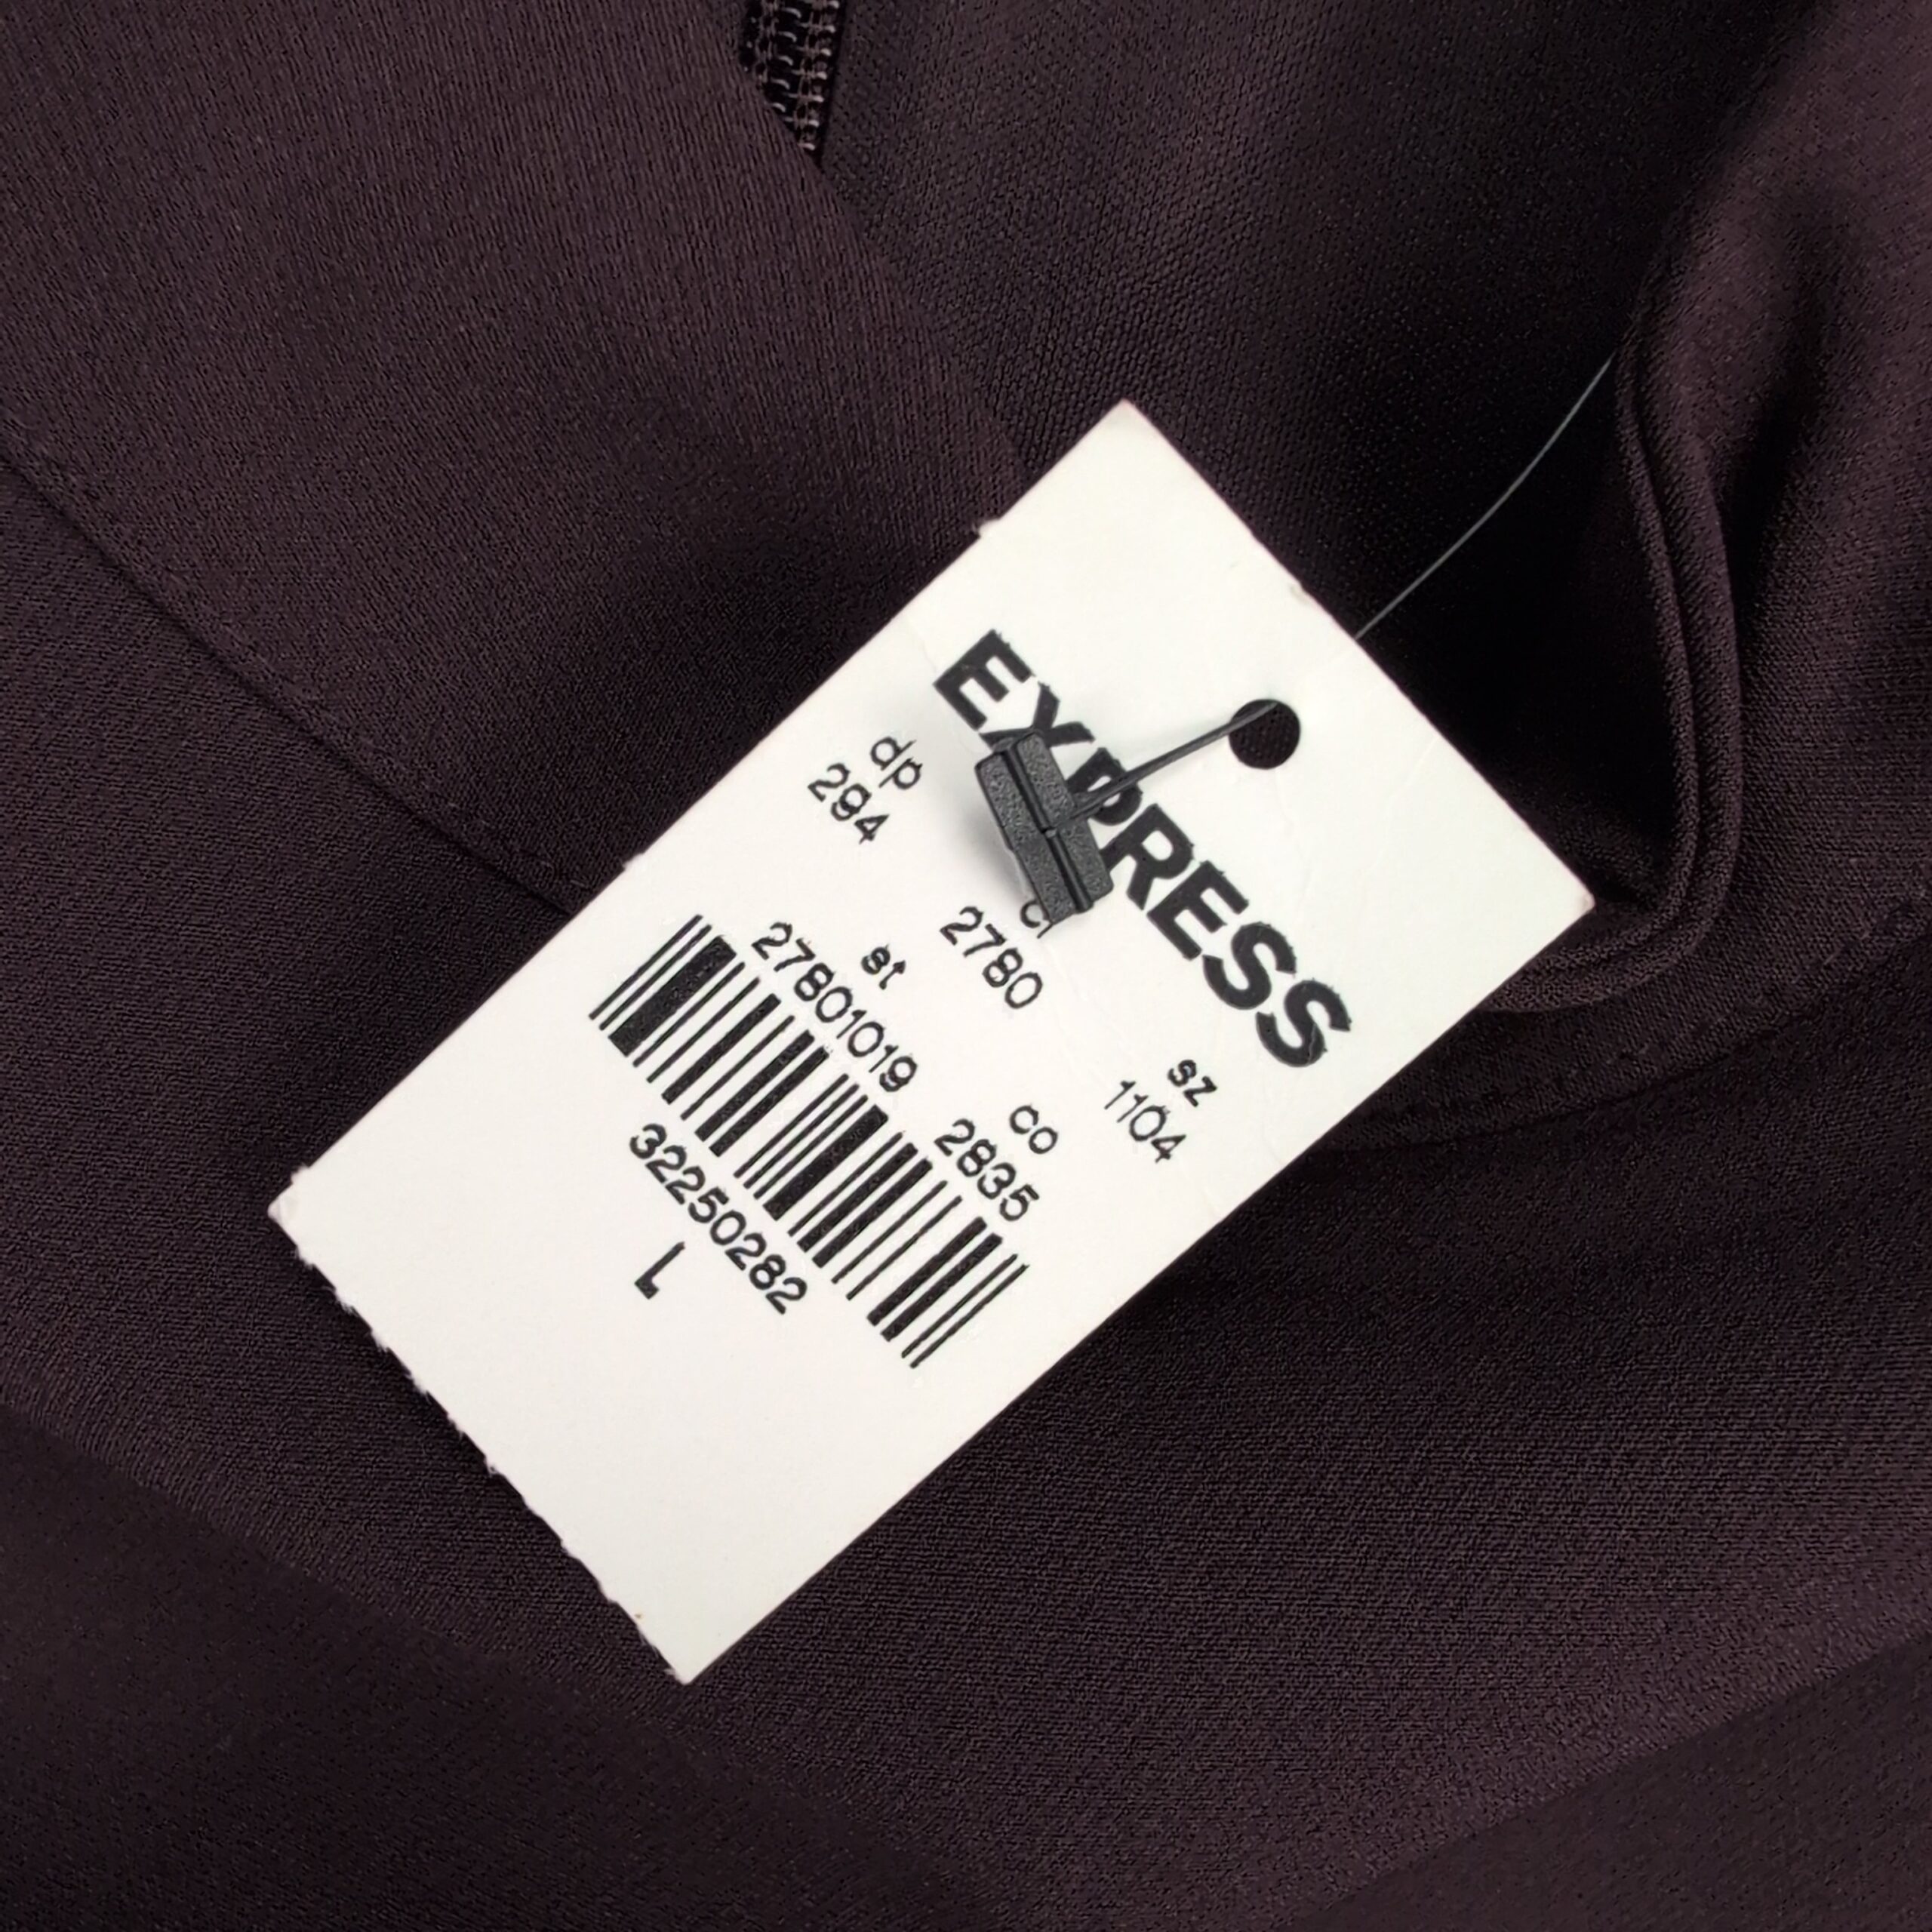 EXPRESS
dp cl sz
294 2780 1104
st co
27801019 2835
32250282
L